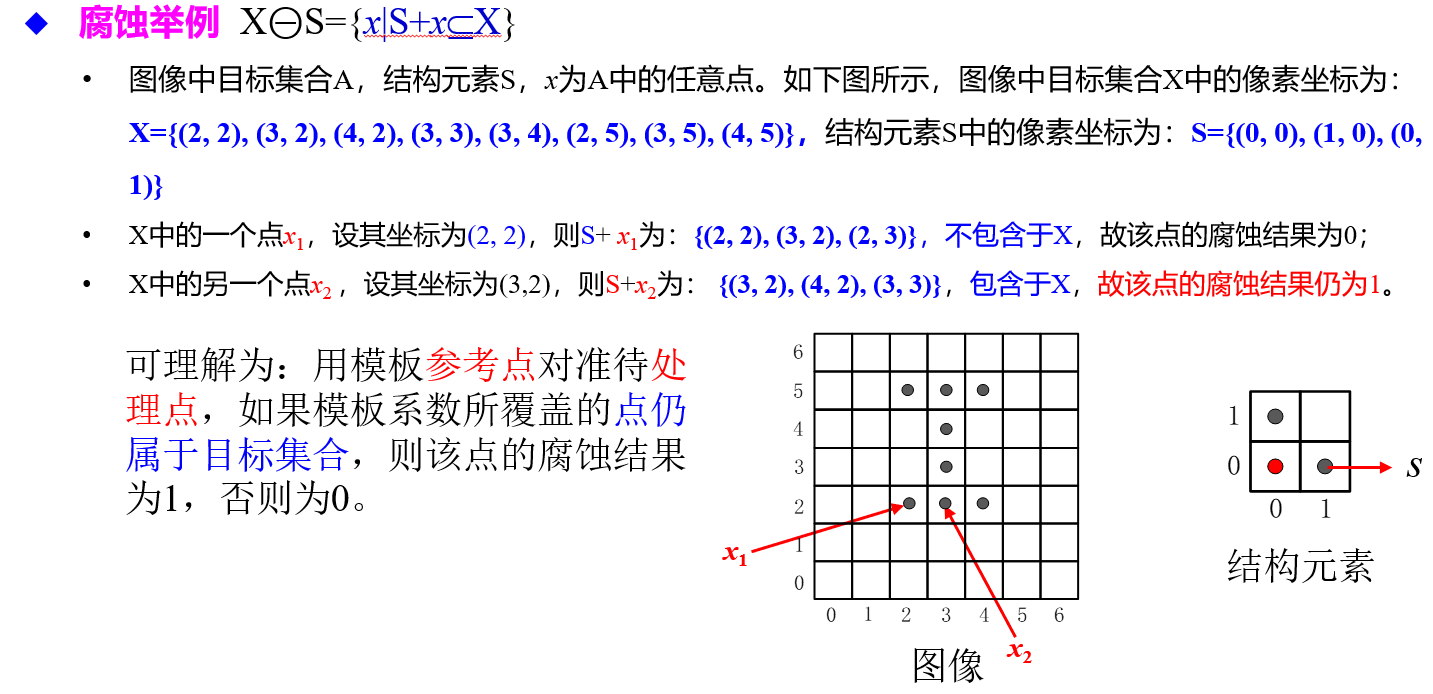 ◆ 腐蚀举例 X⊖S={x|S+x⊆X}
• 图像中目标集合A，结构元素S，x为A中的任意点。如下图所示，图像中目标集合X中的像素坐标为：
X={(2, 2), (3, 2), (4, 2), (3, 3), (3, 4), (2, 5), (3, 5), (4, 5)}，结构元素S中的像素坐标为：S={(0, 0), (1, 0), (0,
1)}
• X中的一个点x₁，设其坐标为(2, 2)，则S+ x₁为：{(2, 2), (3, 2), (2, 3)}，不包含于X，故该点的腐蚀结果为0；
• X中的另一个点x₂ ，设其坐标为(3,2)，则S+x₂为： {(3, 2), (4, 2), (3, 3)}，包含于X，故该点的腐蚀结果仍为1。
可理解为：用模板参考点对准待处
理点，如果模板系数所覆盖的点仍
属于目标集合，则该点的腐蚀结果
为1，否则为0。
6
5
4
3
2
1
0
0 1 2 3 4 5 6
x₁
x₂
图像
1
0
0 1
S
结构元素